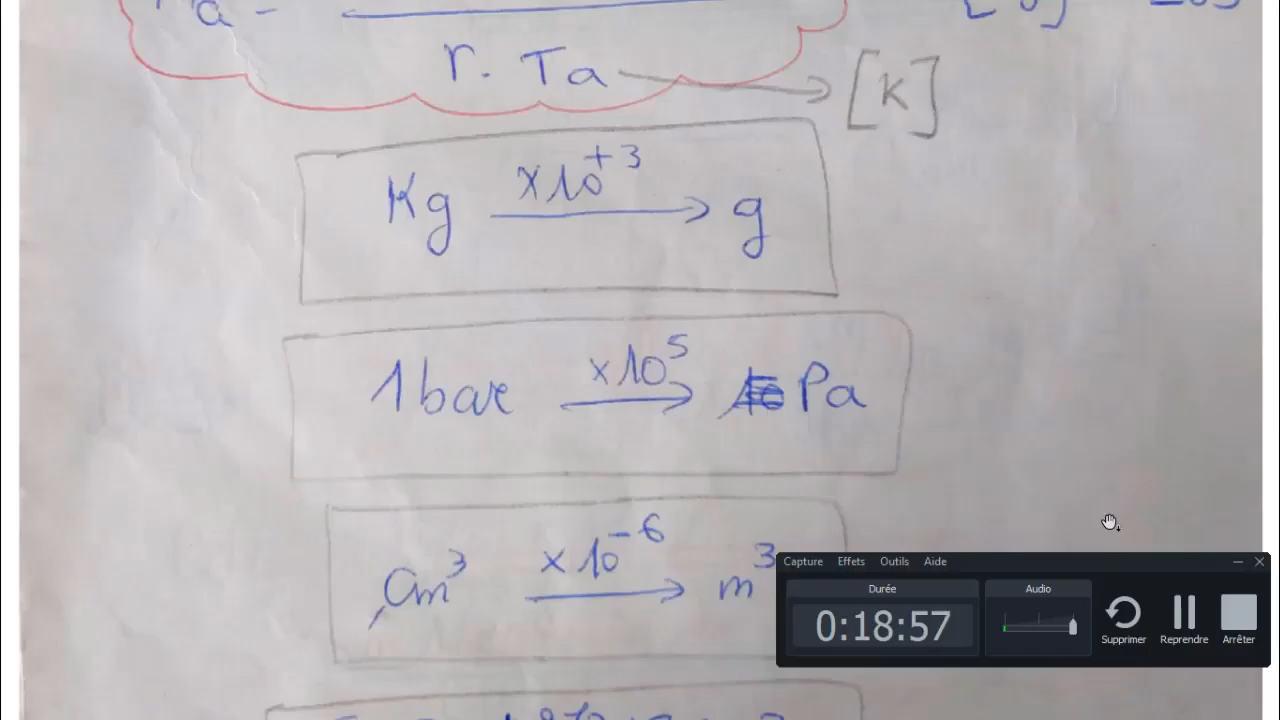 r. Ta → [K]
Kg ×10⁺³ → g
1 bar ×10⁵ → Pa
Cm³ ×10⁻⁶ → m³
Capture Effets Outils Aide
Durée Audio
0:18:57
Supprimer Reprendre Arrêter